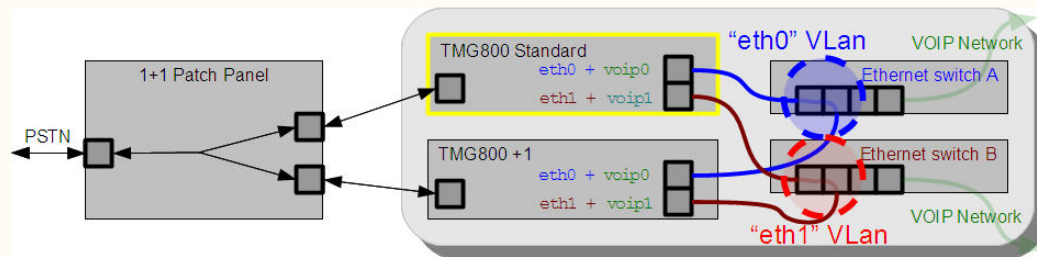 TMG800 Standard
"eth0" VLan
VOIP Network
1+1 Patch Panel
eth0 + voip0
Ethernet switch A
eth1 + voip1
PSTN
TMG800 +1
Ethernet switch B
eth0 + voip0
eth1 + voip1
VOIP Network
"eth1" VLan